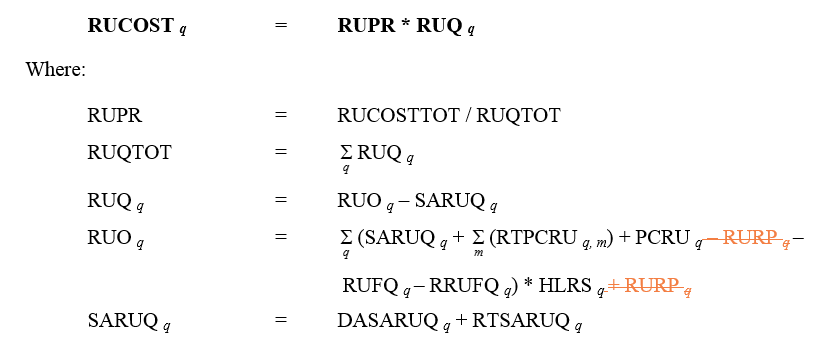 RUCOST q = RUPR * RUQ q
Where:
RUPR = RUCOSTTOT / RUQTOT
RUQTOT = Σ q RUQ q
RUQ q = RUO q – SARUQ q
RUO q = Σ q (SARUQ q + Σ m (RTPCRU q, m) + PCRU q – RURP q –
RUFQ q – RRUFQ q) * HLRS q + RURP q
SARUQ q = DASARUQ q + RTSARUQ q